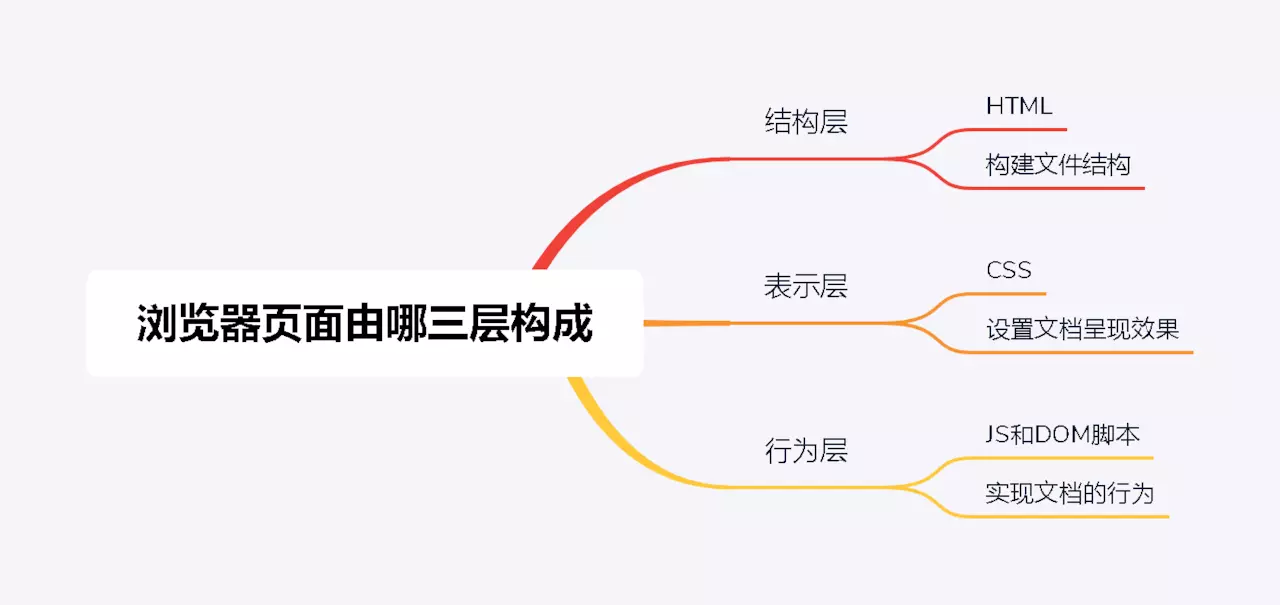 浏览器页面由哪三层构成
结构层
HTML
构建文件结构
表示层
CSS
设置文档呈现效果
行为层
JS和DOM脚本
实现文档的行为